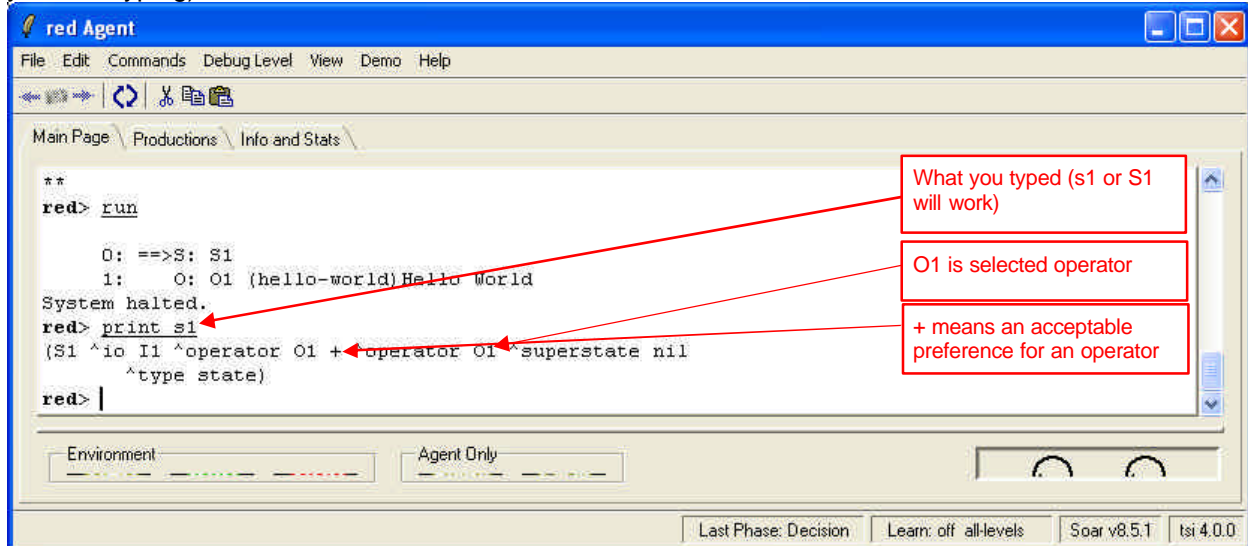 red Agent
File Edit Commands Debug Level View Demo Help
Main Page Productions Info and Stats
**
red> run
0: ==>S: S1
1: O: O1 (hello-world)Hello World
System halted.
red> print s1
(S1 ^io I1 ^operator O1 + ^operator O1 ^superstate nil
^type state)
red>
What you typed (s1 or S1
will work)
O1 is selected operator
+ means an acceptable
preference for an operator
Environment
Agent Only
Last Phase: Decision Learn: off all-levels Soar v8.5.1 tsi 4.0.0